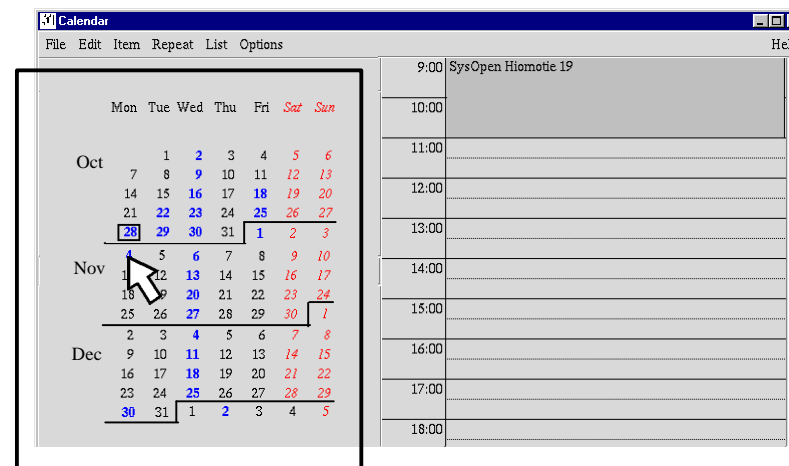 Calendar
File Edit Item Repeat List Options
Mon Tue Wed Thu Fri Sat Sun
Oct
1 2 3 4 5 6
7 8 9 10 11 12 13
14 15 16 17 18 19 20
21 22 23 24 25 26 27
28 29 30 31 1 2 3
Nov
4 5 6 7 8 9 10
12 13 14 15 16 17
18 20 21 22 23 24
25 26 27 28 29 30 1
Dec
2 3 4 5 6 7 8
9 10 11 12 13 14 15
16 17 18 19 20 21 22
23 24 25 26 27 28 29
30 31 1 2 3 4 5
9:00 SysOpen Hiomotie 19
10:00
11:00
12:00
13:00
14:00
15:00
16:00
17:00
18:00